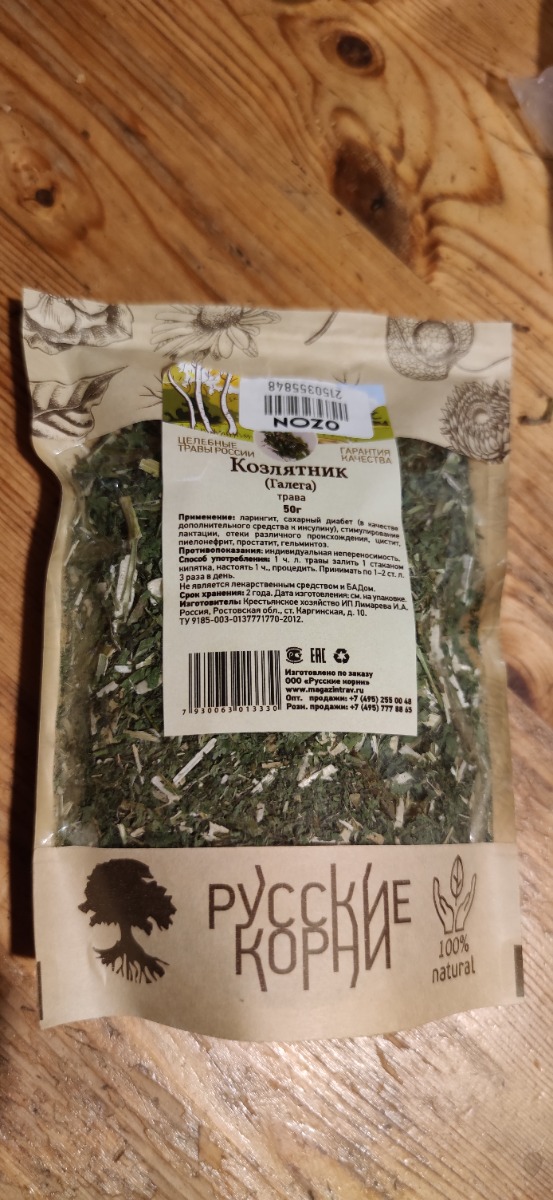 2150355848
OZON
ЦЕЛЕБНЫЕ
ТРАВЫ РОССИИ
ГАРАНТИЯ
КАЧЕСТВА
Козлятник
(Галега)
трава
50г
Применение: ларингит, сахарный диабет (в качестве
дополнительного средства к инсулину), стимулирование
лактации, отеки различного происхождения, цистит,
пиелонефрит, простатит, гельминтоз.
Противопоказания: индивидуальная непереносимость.
Способ употребления: 1 ч. л. травы залить 1 стаканом
кипятка, настоять 1 ч., процедить. Принимать по 1-2 ст. л.
3 раза в день.
Не является лекарственным средством и БАДом.
Срок хранения: 2 года. Дата изготовления: см. на упаковке.
Изготовитель: Крестьянское хозяйство ИП Лимарева И.А.
Россия, Ростовская обл., ст. Каргинская, д. 10.
ТУ 9185-003-0137771770-2012.
EAC
Изготовлено по заказу
ООО «Русские корни»
www.magazintrav.ru
Опт. продажи: +7 (495) 255 00 48
Розн. продажи: +7 (495) 777 88 65
7 930063 013330
РУССКИЕ
КОРНИ
100%
natural